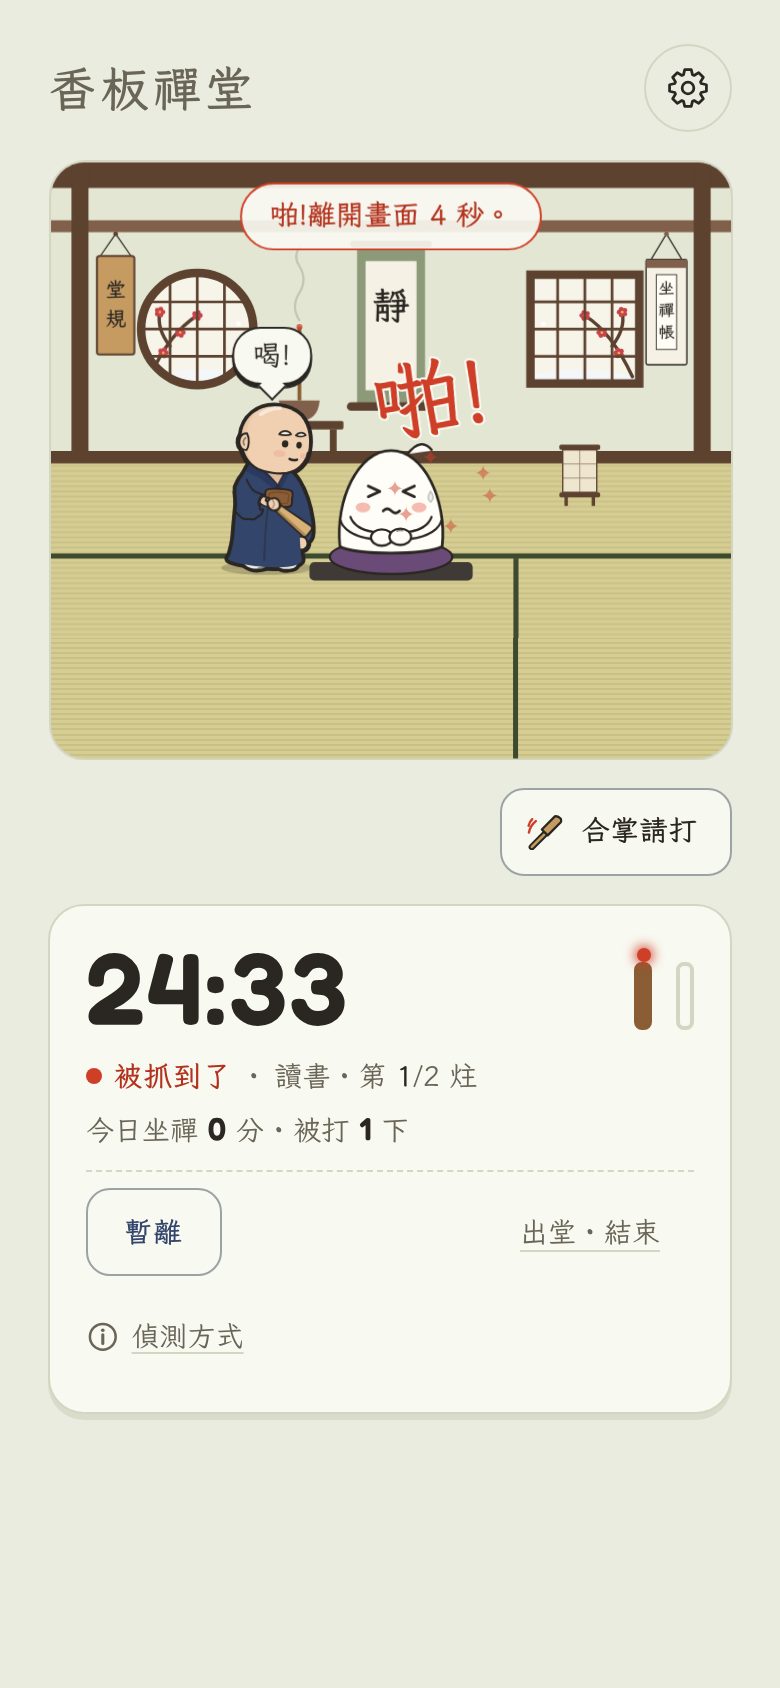 香板禪堂
啪!離開畫面 4 秒。
堂規
靜
坐禪帳
喝!
啪!
合掌請打
24:33
被抓到了 · 讀書 · 第 1/2 炷
今日坐禪 0 分 · 被打 1 下
暫離
出堂 · 結束
偵測方式